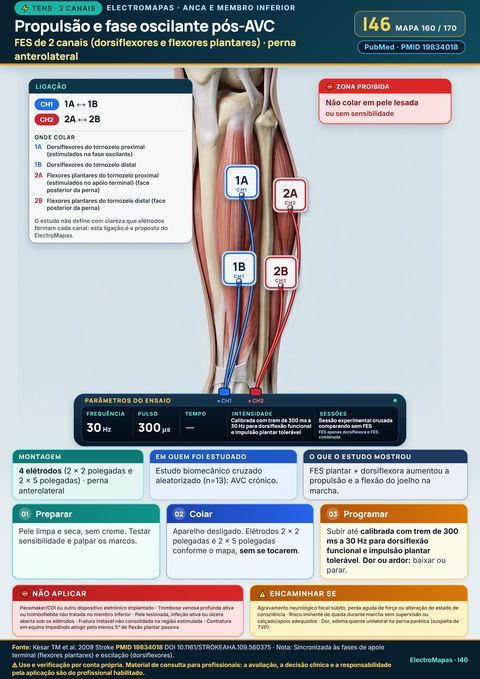 TENS · 2 CANAIS
ELECTROMAPAS · ANCA E MEMBRO INFERIOR
Propulsão e fase oscilante pós-AVC
FES de 2 canais (dorsiflexores e flexores plantares) · perna
anterolateral
I46 MAPA 160 / 170
PubMed · PMID 19834018
LIGAÇÃO
CH1 1A ↔ 1B
CH2 2A ↔ 2B
ONDE COLAR
1A Dorsiflexores do tornozelo proximal
(estimulados na fase oscilante)
1B Dorsiflexores do tornozelo distal
2A Flexores plantares do tornozelo proximal
(estimulados no apoio terminal) (face
posterior da perna)
2B Flexores plantares do tornozelo distal (face
posterior da perna)
O estudo não define com clareza que elétrodos
formam cada canal: esta ligação é a proposta do
ElectroMapas.
ZONA PROIBIDA
Não colar em pele lesada
ou sem sensibilidade
1A
CH1
2A
CH2
1B
CH1
2B
CH2
CH1
CH2
PARÂMETROS DO ENSAIO
FREQUÊNCIA
30 Hz
PULSO
300 µs
TEMPO
—
INTENSIDADE
Calibrada com trem de 300 ms a
30 Hz para dorsiflexão funcional
e impulsão plantar tolerável
SESSÕES
Sessão experimental cruzada
comparando sem FES
FES apenas dorsiflexora e FES
combinada
MONTAGEM
4 elétrodos (2 × 2 polegadas e
2 × 5 polegadas) · perna
anterolateral
EM QUEM FOI ESTUDADO
Estudo biomecânico cruzado
aleatorizado (n=13): AVC crónico.
O QUE O ESTUDO MOSTROU
FES plantar + dorsiflexora aumentou a
propulsão e a flexão do joelho na
marcha.
01 Preparar
Pele limpa e seca, sem creme. Testar
sensibilidade e palpar os marcos.
02 Colar
Aparelho desligado. Elétrodos 2 × 2
polegadas e 2 × 5 polegadas
conforme o mapa, sem se tocarem.
03 Programar
Subir até calibrada com trem de 300
ms a 30 Hz para dorsiflexão
funcional e impulsão plantar
tolerável. Dor ou ardor: baixar ou
parar.
NÃO APLICAR
Pacemaker/CDI ou outro dispositivo eletrónico implantado · Trombose venosa profunda ativa
ou tromboflebite não tratada no membro inferior · Pele lesionada, infeção ativa ou úlcera
aberta sob os elétrodos · Fratura instável não consolidada na região estimulada · Contratura
em equino impedindo atingir pelo menos 5° de flexão plantar passiva
ENCAMINHAR SE
Agravamento neurológico focal súbito, perda aguda de força ou alteração do estado de
consciência · Risco iminente de queda durante marcha sem supervisão ou
calçado/apoio adequados · Dor, edema quente unilateral na perna parética (suspeita de
TVP)
Fonte: Kesar TM et al. 2009 Stroke PMID 19834018 DOI 10.1161/STROKEAHA.109.560375 · Nota: Sincronizada às fases de apoio
terminal (flexores plantares) e oscilação (dorsiflexores).
Uso e verificação por conta própria. Material de consulta para profissionais: a avaliação, a decisão clínica e a responsabilidade
pela aplicação são do profissional habilitado.
ElectroMapas · I46